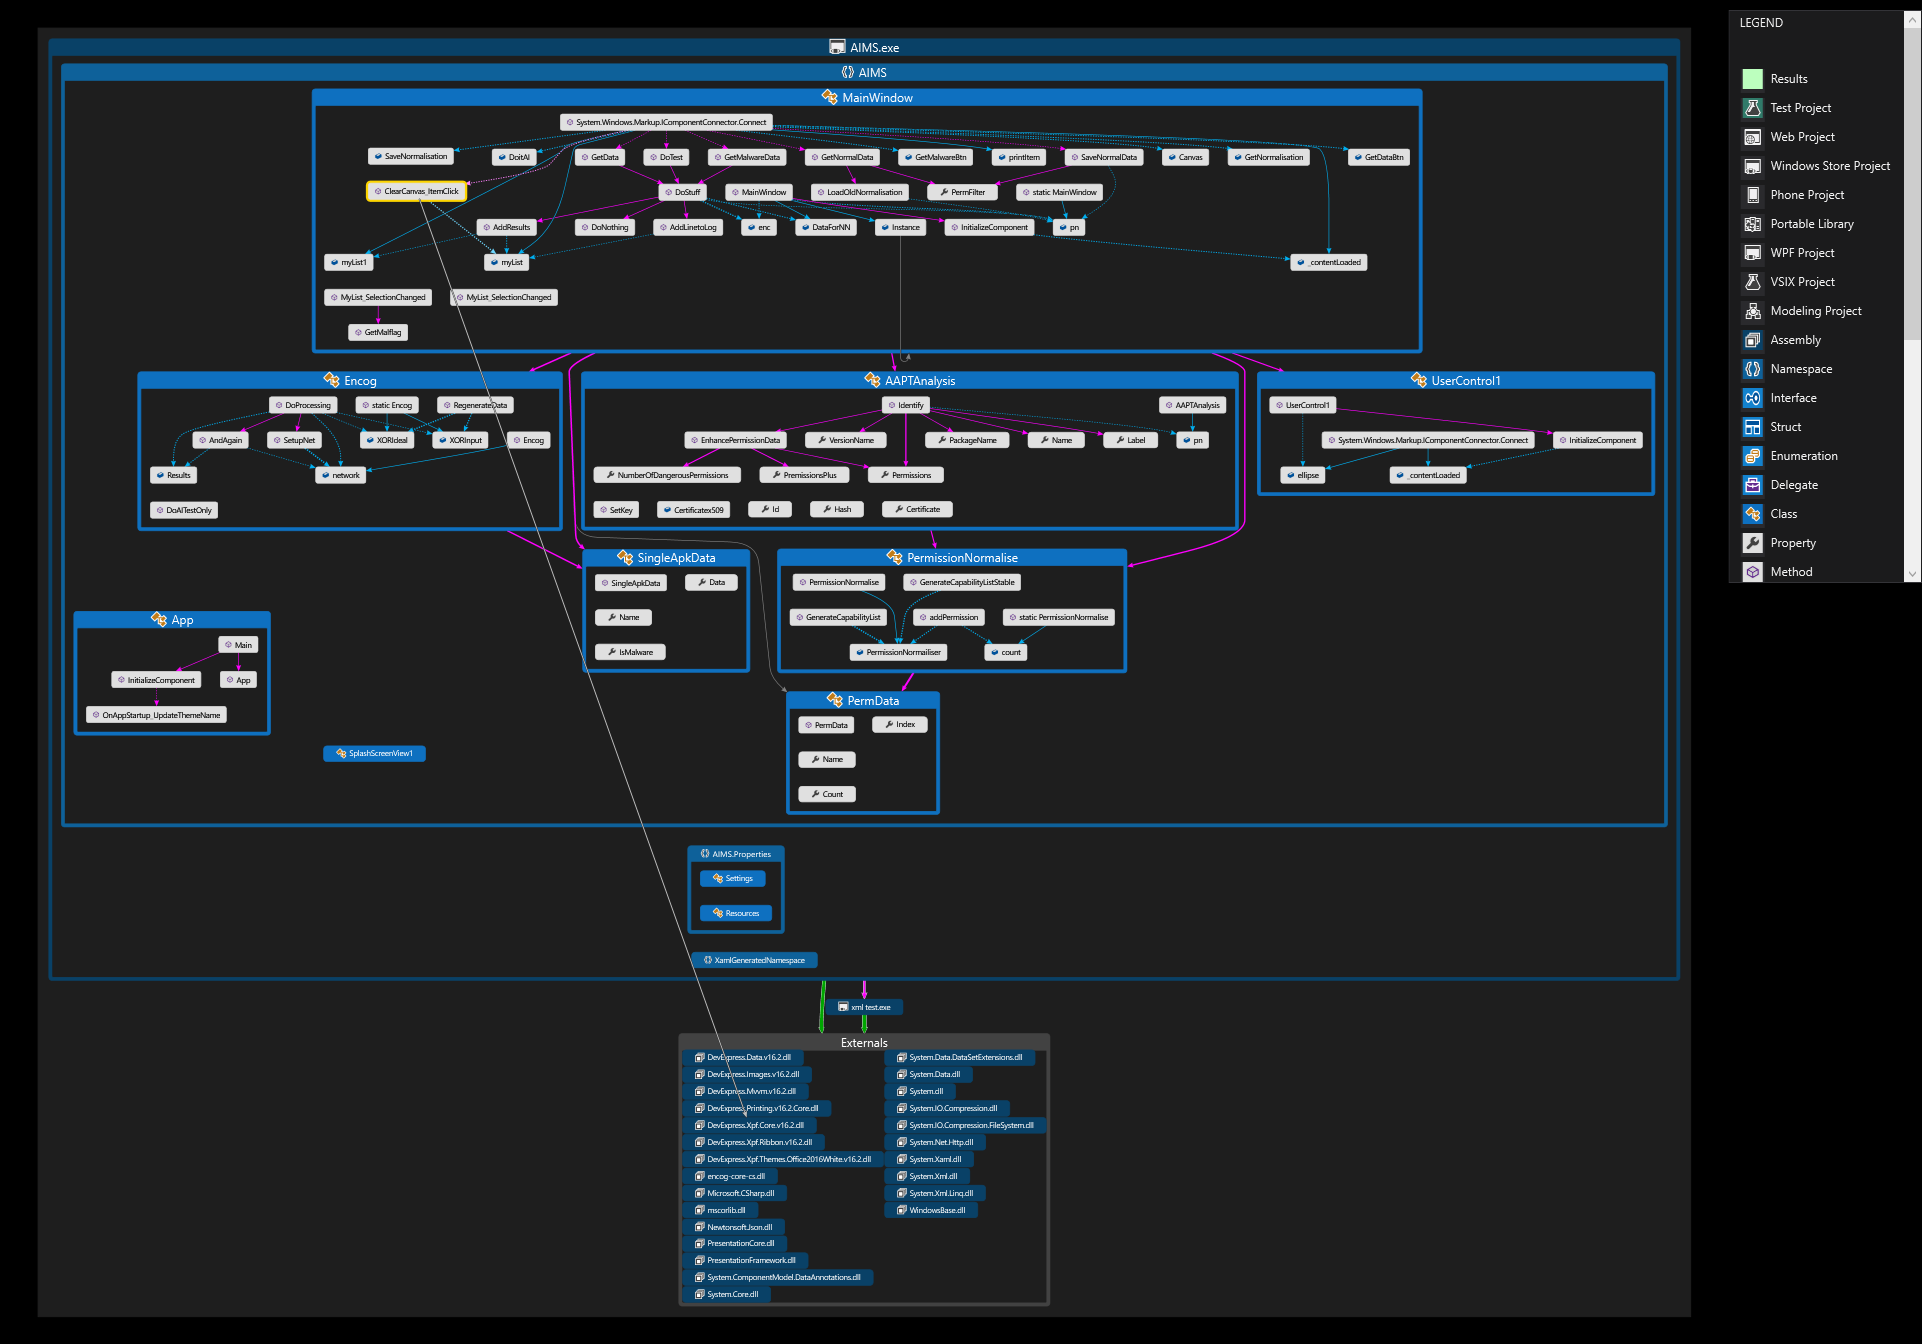 AIMS.exe
AIMS
MainWindow
System.Windows.Markup.IComponentConnector.Connect
SaveNormalisation
DoitAI
GetData
DoTest
GetMalwareData
GetNormalData
GetMalwareBtn
printItem
SaveNormalData
Canvas
GetNormalisation
GetDataBtn
ClearCanvas_ItemClick
DoStuff
MainWindow
LoadOldNormalisation
PermFilter
static MainWindow
AddResults
DoNothing
AddLinetoLog
enc
DataForNN
Instance
InitializeComponent
pn
myList1
myList
_contentLoaded
MyList_SelectionChanged
MyList_SelectionChanged
GetMalflag
Encog
DoProcessing
static Encog
RegenerateData
AndAgain
SetupNet
XORIdeal
XORInput
Encog
Results
network
DoAITestOnly
AAPTAnalysis
Identify
AAPTAnalysis
EnhancePermissionData
VersionName
PackageName
Name
Label
pn
NumberOfDangerousPermissions
PremissionsPlus
Permissions
SetKey
Certificatex509
Id
Hash
Certificate
UserControl1
UserControl1
System.Windows.Markup.IComponentConnector.Connect
InitializeComponent
ellipse
_contentLoaded
SingleApkData
SingleApkData
Data
Name
IsMalware
PermissionNormalise
PermissionNormalise
GenerateCapabilityListStable
GenerateCapabilityList
addPermission
static PermissionNormalise
PermissionNormailiser
count
App
Main
InitializeComponent
App
OnAppStartup_UpdateThemeName
SplashScreenView1
PermData
PermData
Index
Name
Count
AIMS.Properties
Settings
Resources
XamlGeneratedNamespace
xml test.exe
Externals
DevExpress.Data.v16.2.dll
DevExpress.Images.v16.2.dll
DevExpress.Mvvm.v16.2.dll
DevExpress.Printing.v16.2.Core.dll
DevExpress.Xpf.Core.v16.2.dll
DevExpress.Xpf.Ribbon.v16.2.dll
DevExpress.Xpf.Themes.Office2016White.v16.2.dll
encog-core-cs.dll
Microsoft.CSharp.dll
mscorlib.dll
Newtonsoft.Json.dll
PresentationCore.dll
PresentationFramework.dll
System.ComponentModel.DataAnnotations.dll
System.Core.dll
System.Data.DataSetExtensions.dll
System.Data.dll
System.dll
System.IO.Compression.dll
System.IO.Compression.FileSystem.dll
System.Net.Http.dll
System.Xaml.dll
System.Xml.dll
System.Xml.Linq.dll
WindowsBase.dll
LEGEND
Results
Test Project
Web Project
Windows Store Project
Phone Project
Portable Library
WPF Project
VSIX Project
Modeling Project
Assembly
Namespace
Interface
Struct
Enumeration
Delegate
Class
Property
Method